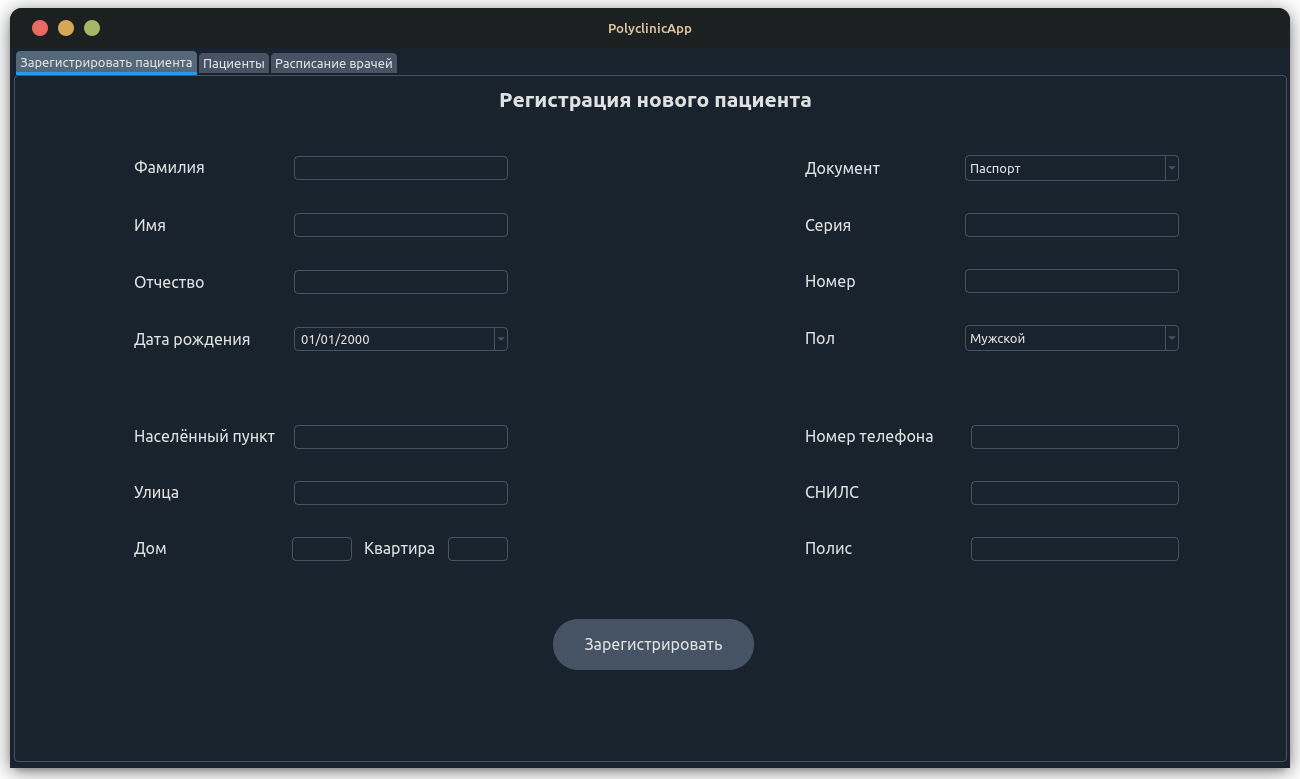 PolyclinicApp
Зарегистрировать пациента Пациенты Расписание врачей
Регистрация нового пациента
Фамилия
Имя
Отчество
Дата рождения 01/01/2000
Документ Паспорт
Серия
Номер
Пол Мужской
Населённый пункт
Улица
Дом Квартира
Номер телефона
СНИЛС
Полис
Зарегистрировать